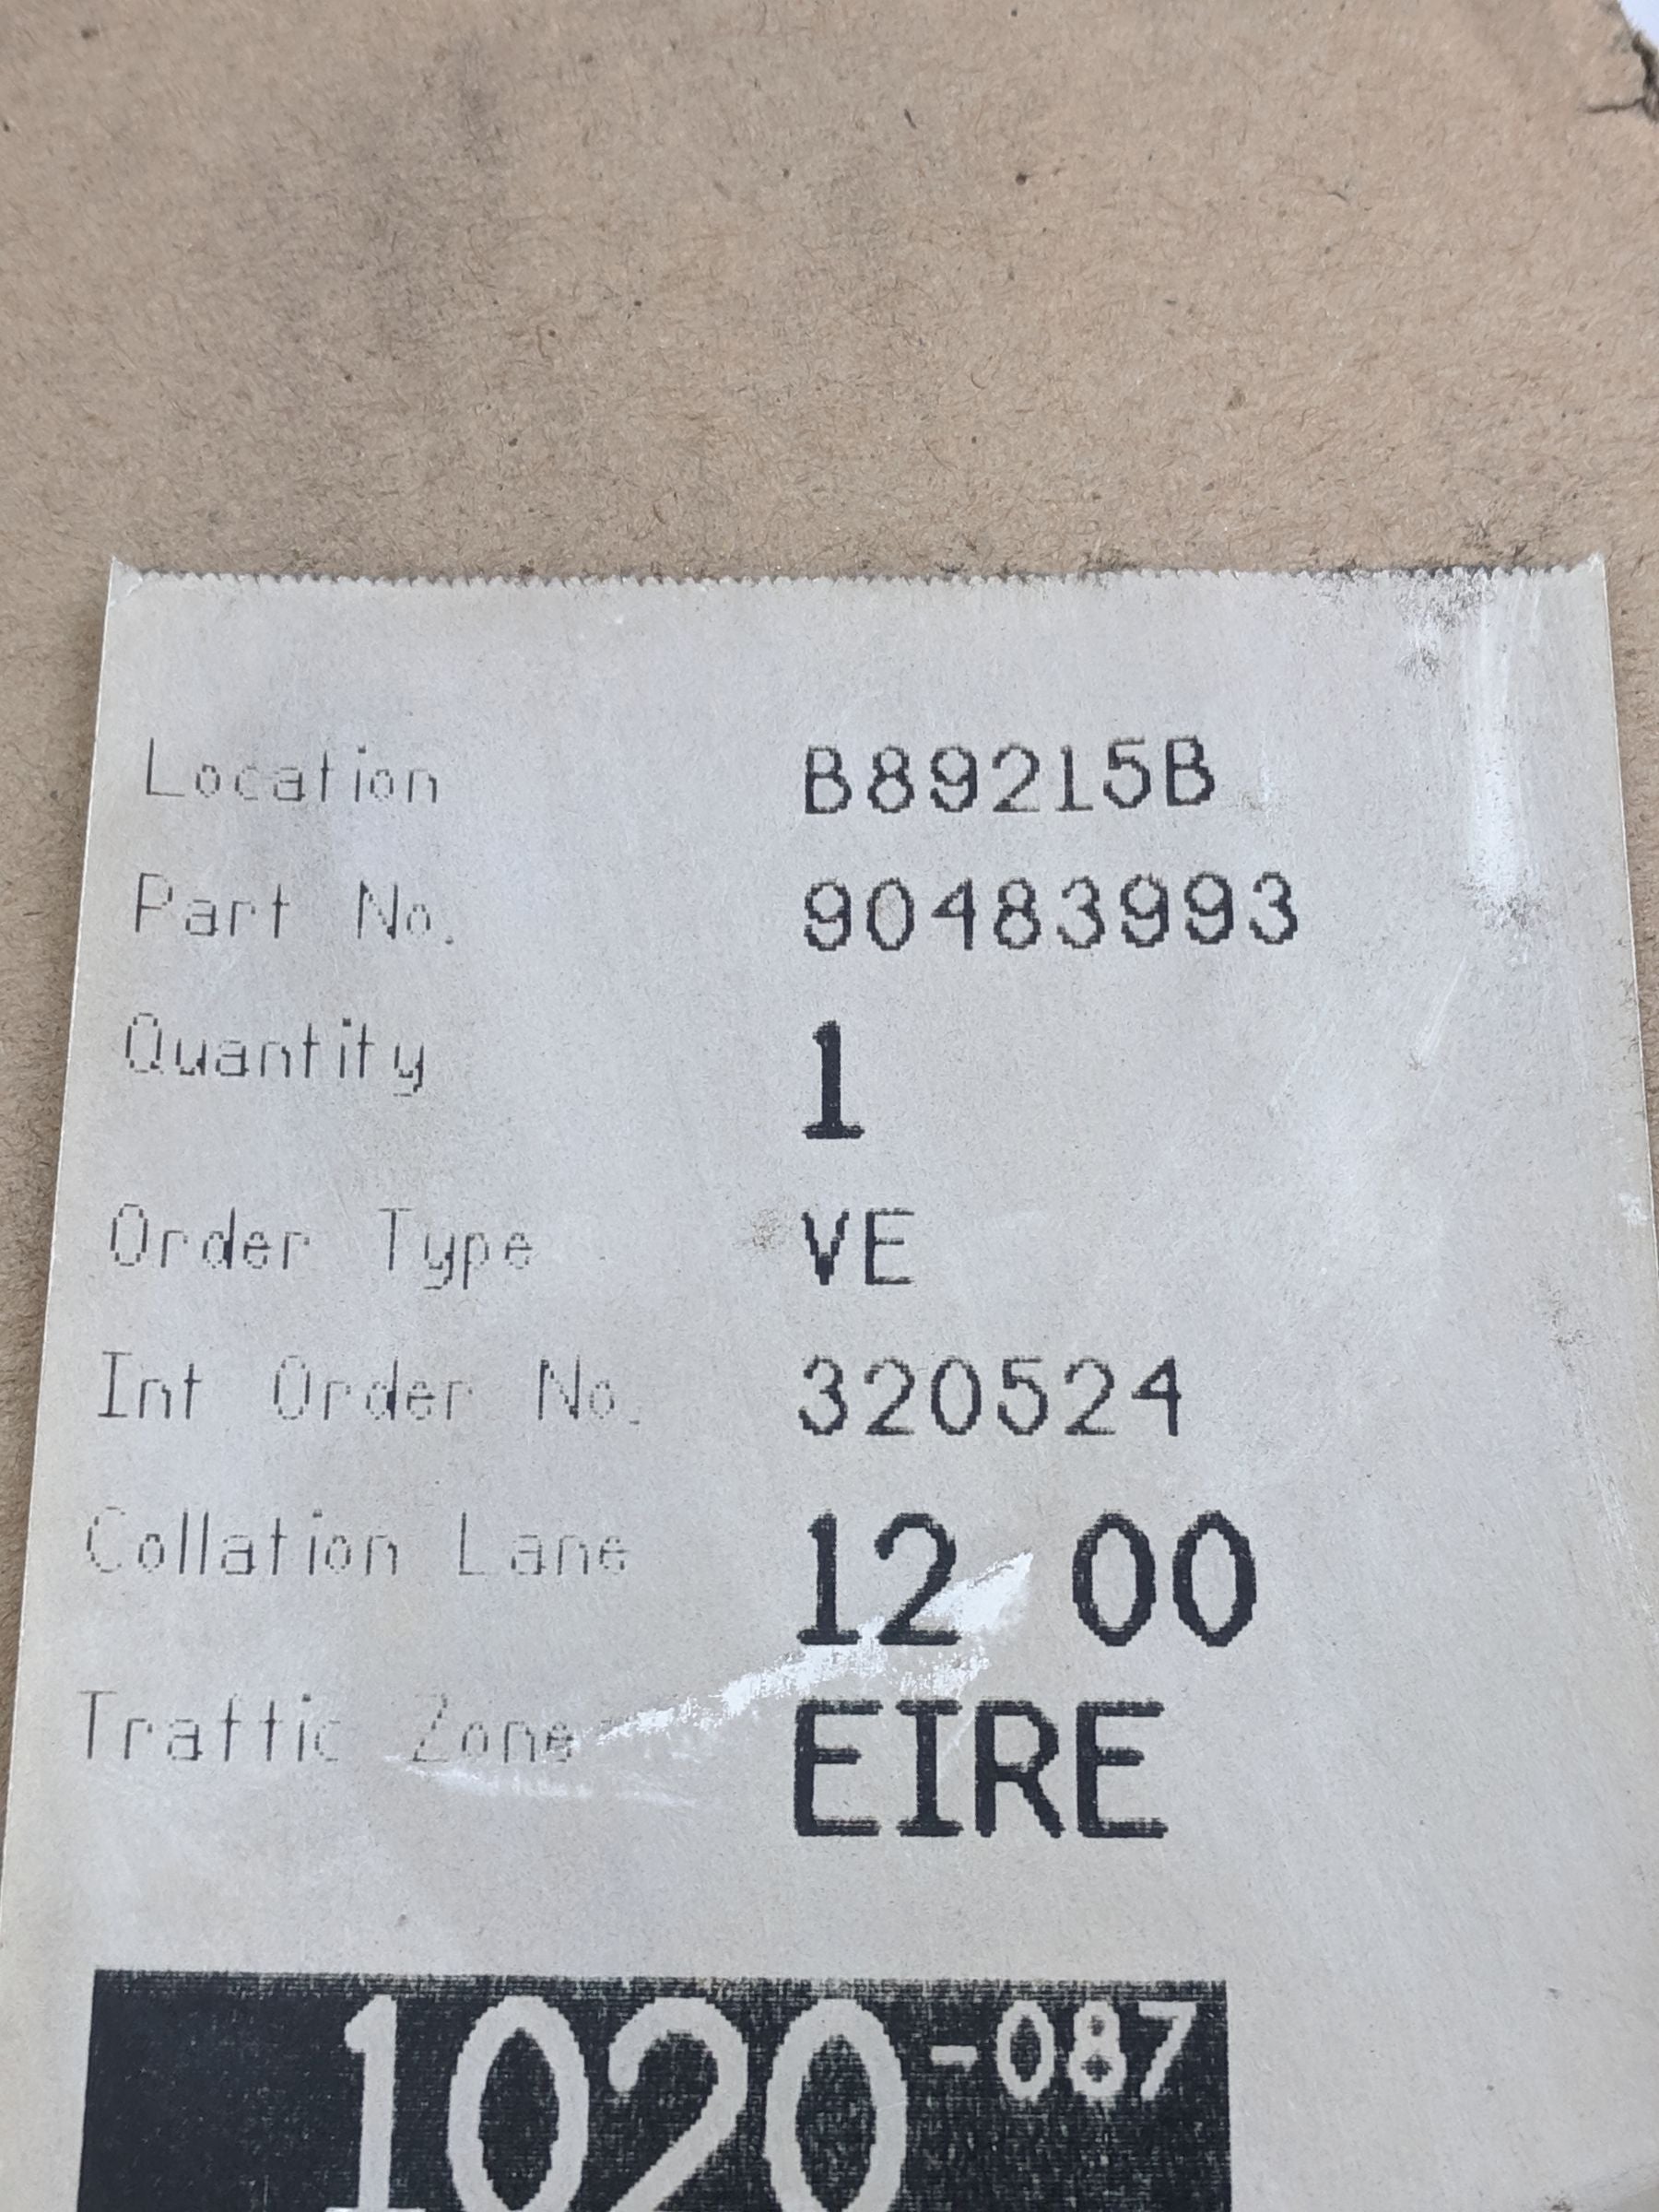 Location B89215B
Part No. 90483993
Quantity 1
Order Type VE
Int Order No. 320524
Collation Lane 12 00
Traffic Zone EIRE
1020-087